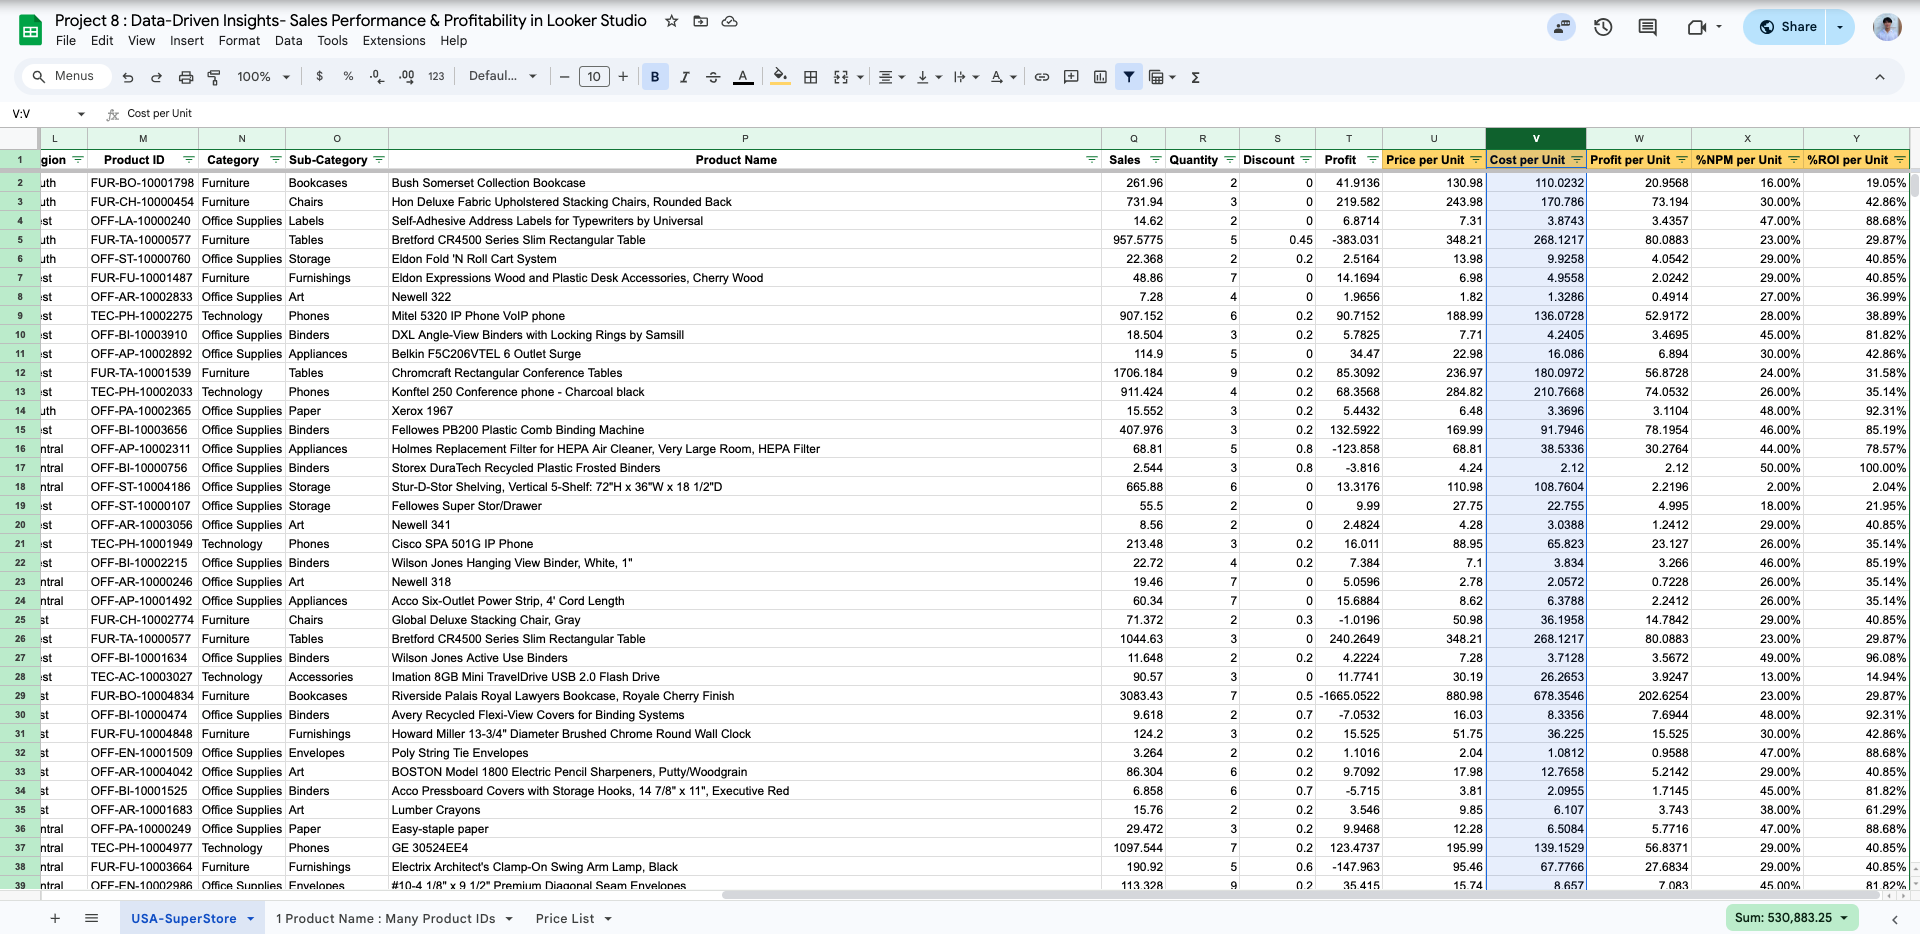 Project 8 : Data-Driven Insights- Sales Performance & Profitability in Looker Studio
File Edit View Insert Format Data Tools Extensions Help
Share
Menus 100% $ % .0 .00 123 Defaul... − 10 + B I S A Σ
V:V fx Cost per Unit
L M N O P Q R S T U V W X Y
1 gion Product ID Category Sub-Category Product Name Sales Quantity Discount Profit Price per Unit Cost per Unit Profit per Unit %NPM per Unit %ROI per Unit
2 uth FUR-BO-10001798 Furniture Bookcases Bush Somerset Collection Bookcase 261.96 2 0 41.9136 130.98 110.0232 20.9568 16.00% 19.05%
3 uth FUR-CH-10000454 Furniture Chairs Hon Deluxe Fabric Upholstered Stacking Chairs, Rounded Back 731.94 3 0 219.582 243.98 170.786 73.194 30.00% 42.86%
4 est OFF-LA-10000240 Office Supplies Labels Self-Adhesive Address Labels for Typewriters by Universal 14.62 2 0 6.8714 7.31 3.8743 3.4357 47.00% 88.68%
5 uth FUR-TA-10000577 Furniture Tables Bretford CR4500 Series Slim Rectangular Table 957.5775 5 0.45 -383.031 348.21 268.1217 80.0883 23.00% 29.87%
6 uth OFF-ST-10000760 Office Supplies Storage Eldon Fold 'N Roll Cart System 22.368 2 0.2 2.5164 13.98 9.9258 4.0542 29.00% 40.85%
7 est FUR-FU-10001487 Furniture Furnishings Eldon Expressions Wood and Plastic Desk Accessories, Cherry Wood 48.86 7 0 14.1694 6.98 4.9558 2.0242 29.00% 40.85%
8 est OFF-AR-10002833 Office Supplies Art Newell 322 7.28 4 0 1.9656 1.82 1.3286 0.4914 27.00% 36.99%
9 est TEC-PH-10002275 Technology Phones Mitel 5320 IP Phone VoIP phone 907.152 6 0.2 90.7152 188.99 136.0728 52.9172 28.00% 38.89%
10 est OFF-BI-10003910 Office Supplies Binders DXL Angle-View Binders with Locking Rings by Samsill 18.504 3 0.2 5.7825 7.71 4.2405 3.4695 45.00% 81.82%
11 est OFF-AP-10002892 Office Supplies Appliances Belkin F5C206VTEL 6 Outlet Surge 114.9 5 0 34.47 22.98 16.086 6.894 30.00% 42.86%
12 est FUR-TA-10001539 Furniture Tables Chromcraft Rectangular Conference Tables 1706.184 9 0.2 85.3092 236.97 180.0972 56.8728 24.00% 31.58%
13 est TEC-PH-10002033 Technology Phones Konftel 250 Conference phone - Charcoal black 911.424 4 0.2 68.3568 284.82 210.7668 74.0532 26.00% 35.14%
14 uth OFF-PA-10002365 Office Supplies Paper Xerox 1967 15.552 3 0.2 5.4432 6.48 3.3696 3.1104 48.00% 92.31%
15 est OFF-BI-10003656 Office Supplies Binders Fellowes PB200 Plastic Comb Binding Machine 407.976 3 0.2 132.5922 169.99 91.7946 78.1954 46.00% 85.19%
16 ntral OFF-AP-10002311 Office Supplies Appliances Holmes Replacement Filter for HEPA Air Cleaner, Very Large Room, HEPA Filter 68.81 5 0.8 -123.858 68.81 38.5336 30.2764 44.00% 78.57%
17 ntral OFF-BI-10000756 Office Supplies Binders Storex DuraTech Recycled Plastic Frosted Binders 2.544 3 0.8 -3.816 4.24 2.12 2.12 50.00% 100.00%
18 ntral OFF-ST-10004186 Office Supplies Storage Stur-D-Stor Shelving, Vertical 5-Shelf: 72"H x 36"W x 18 1/2"D 665.88 6 0 13.3176 110.98 108.7604 2.2196 2.00% 2.04%
19 est OFF-ST-10000107 Office Supplies Storage Fellowes Super Stor/Drawer 55.5 2 0 9.99 27.75 22.755 4.995 18.00% 21.95%
20 est OFF-AR-10003056 Office Supplies Art Newell 341 8.56 2 0 2.4824 4.28 3.0388 1.2412 29.00% 40.85%
21 est TEC-PH-10001949 Technology Phones Cisco SPA 501G IP Phone 213.48 3 0.2 16.011 88.95 65.823 23.127 26.00% 35.14%
22 est OFF-BI-10002215 Office Supplies Binders Wilson Jones Hanging View Binder, White, 1" 22.72 4 0.2 7.384 7.1 3.834 3.266 46.00% 85.19%
23 ntral OFF-AR-10000246 Office Supplies Art Newell 318 19.46 7 0 5.0596 2.78 2.0572 0.7228 26.00% 35.14%
24 ntral OFF-AP-10001492 Office Supplies Appliances Acco Six-Outlet Power Strip, 4' Cord Length 60.34 7 0 15.6884 8.62 6.3788 2.2412 26.00% 35.14%
25 st FUR-CH-10002774 Furniture Chairs Global Deluxe Stacking Chair, Gray 71.372 2 0.3 -1.0196 50.98 36.1958 14.7842 29.00% 40.85%
26 est FUR-TA-10000577 Furniture Tables Bretford CR4500 Series Slim Rectangular Table 1044.63 3 0 240.2649 348.21 268.1217 80.0883 23.00% 29.87%
27 est OFF-BI-10001634 Office Supplies Binders Wilson Jones Active Use Binders 11.648 2 0.2 4.2224 7.28 3.7128 3.5672 49.00% 96.08%
28 est TEC-AC-10003027 Technology Accessories Imation 8GB Mini TravelDrive USB 2.0 Flash Drive 90.57 3 0 11.7741 30.19 26.2653 3.9247 13.00% 14.94%
29 st FUR-BO-10004834 Furniture Bookcases Riverside Palais Royal Lawyers Bookcase, Royale Cherry Finish 3083.43 7 0.5 -1665.0522 880.98 678.3546 202.6254 23.00% 29.87%
30 st OFF-BI-10000474 Office Supplies Binders Avery Recycled Flexi-View Covers for Binding Systems 9.618 2 0.7 -7.0532 16.03 8.3356 7.6944 48.00% 92.31%
31 st FUR-FU-10004848 Furniture Furnishings Howard Miller 13-3/4" Diameter Brushed Chrome Round Wall Clock 124.2 3 0.2 15.525 51.75 36.225 15.525 30.00% 42.86%
32 st OFF-EN-10001509 Office Supplies Envelopes Poly String Tie Envelopes 3.264 2 0.2 1.1016 2.04 1.0812 0.9588 47.00% 88.68%
33 st OFF-AR-10004042 Office Supplies Art BOSTON Model 1800 Electric Pencil Sharpeners, Putty/Woodgrain 86.304 6 0.2 9.7092 17.98 12.7658 5.2142 29.00% 40.85%
34 st OFF-BI-10001525 Office Supplies Binders Acco Pressboard Covers with Storage Hooks, 14 7/8" x 11", Executive Red 6.858 6 0.7 -5.715 3.81 2.0955 1.7145 45.00% 81.82%
35 st OFF-AR-10001683 Office Supplies Art Lumber Crayons 15.76 2 0.2 3.546 9.85 6.107 3.743 38.00% 61.29%
36 ntral OFF-PA-10000249 Office Supplies Paper Easy-staple paper 29.472 3 0.2 9.9468 12.28 6.5084 5.7716 47.00% 88.68%
37 ntral TEC-PH-10004977 Technology Phones GE 30524EE4 1097.544 7 0.2 123.4737 195.99 139.1529 56.8371 29.00% 40.85%
38 ntral FUR-FU-10003664 Furniture Furnishings Electrix Architect's Clamp-On Swing Arm Lamp, Black 190.92 5 0.6 -147.963 95.46 67.7766 27.6834 29.00% 40.85%
39 ntral OFF-EN-10002986 Office Supplies Envelopes #10-4 1/8" x 9 1/2" Premium Diagonal Seam Envelopes 113.328 9 0.2 35.415 15.74 8.657 7.083 45.00% 81.82%
USA-SuperStore 1 Product Name : Many Product IDs Price List Sum: 530,883.25